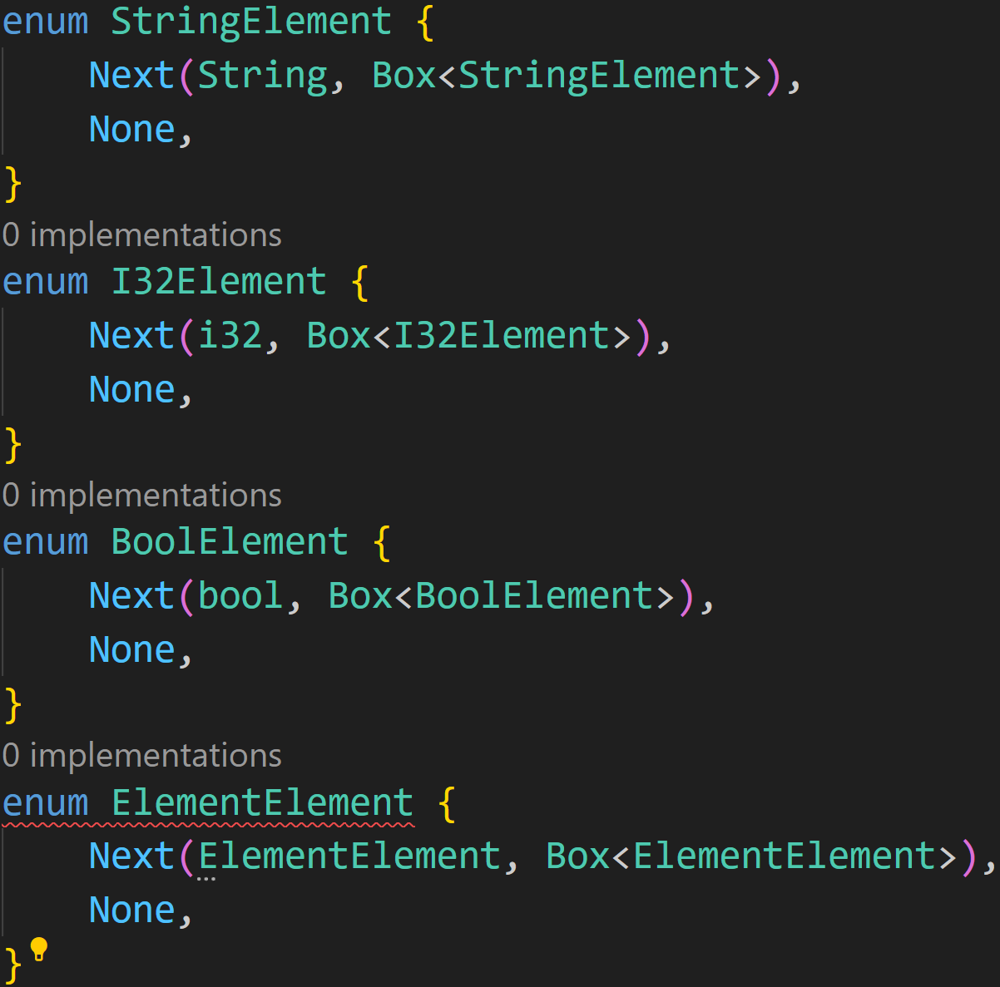 enum StringElement {
    Next(String, Box<StringElement>),
    None,
}
0 implementations
enum I32Element {
    Next(i32, Box<I32Element>),
    None,
}
0 implementations
enum BoolElement {
    Next(bool, Box<BoolElement>),
    None,
}
0 implementations
enum ElementElement {
    Next(ElementElement, Box<ElementElement>),
    None,
}